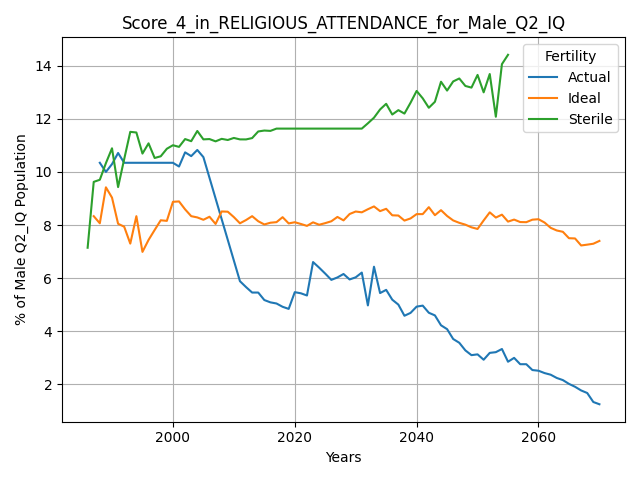 Score_4_in_RELIGIOUS_ATTENDANCE_for_Male_Q2_IQ
Fertility
Actual
Ideal
Sterile
% of Male Q2_IQ Population
14
12
10
8
6
4
2
2000
2020
2040
2060
Years